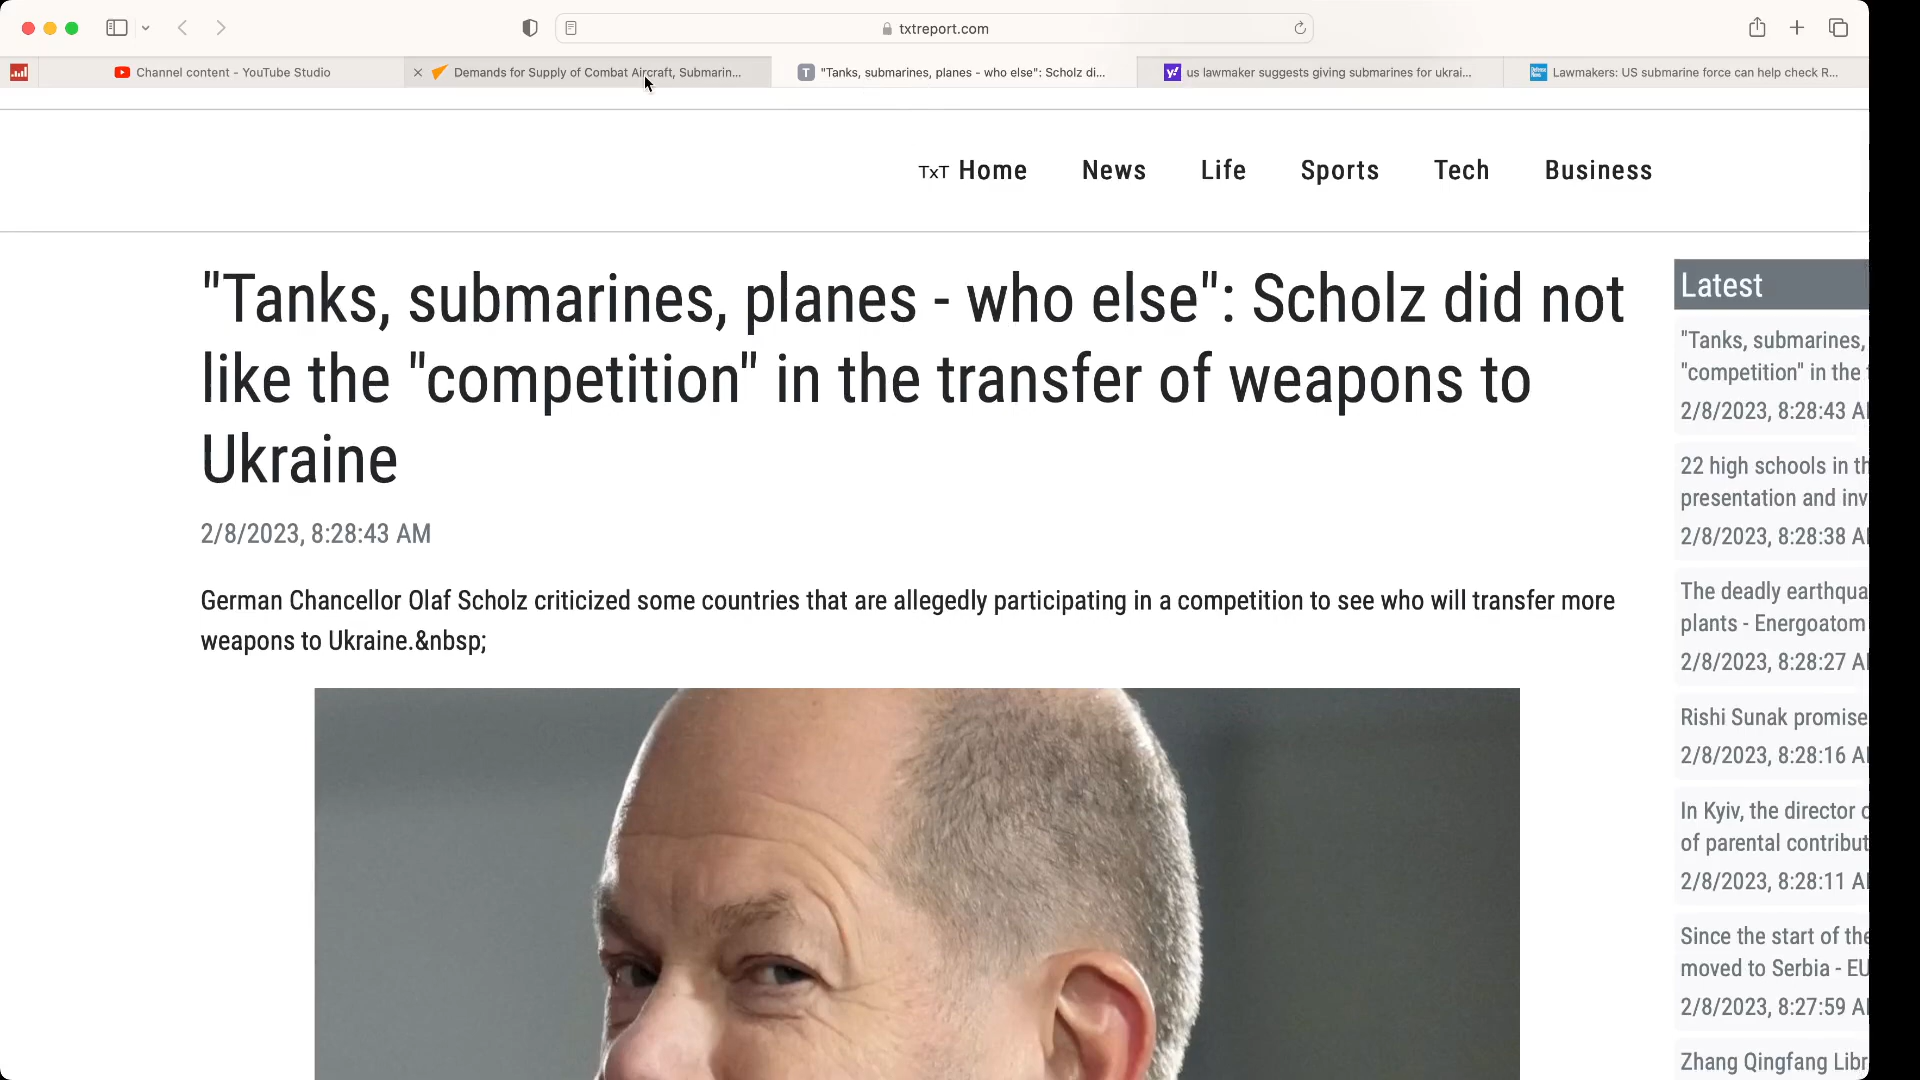 txtreport.com
Channel content - YouTube Studio
Demands for Supply of Combat Aircraft, Submarin...
"Tanks, submarines, planes - who else": Scholz di...
us lawmaker suggests giving submarines for ukrai...
Lawmakers: US submarine force can help check R...
TxT Home
News
Life
Sports
Tech
Business
"Tanks, submarines, planes - who else": Scholz did not
like the "competition" in the transfer of weapons to
Ukraine
2/8/2023, 8:28:43 AM
German Chancellor Olaf Scholz criticized some countries that are allegedly participating in a competition to see who will transfer more
weapons to Ukraine.&nbsp;
Latest
"Tanks, submarines,
"competition" in the
2/8/2023, 8:28:43 A
22 high schools in th
presentation and inv
2/8/2023, 8:28:38 A
The deadly earthqua
plants - Energoatom
2/8/2023, 8:28:27 A
Rishi Sunak promise
2/8/2023, 8:28:16 A
In Kyiv, the director
of parental contribut
2/8/2023, 8:28:11 A
Since the start of the
moved to Serbia - EU
2/8/2023, 8:27:59 A
Zhang Qingfang Libr